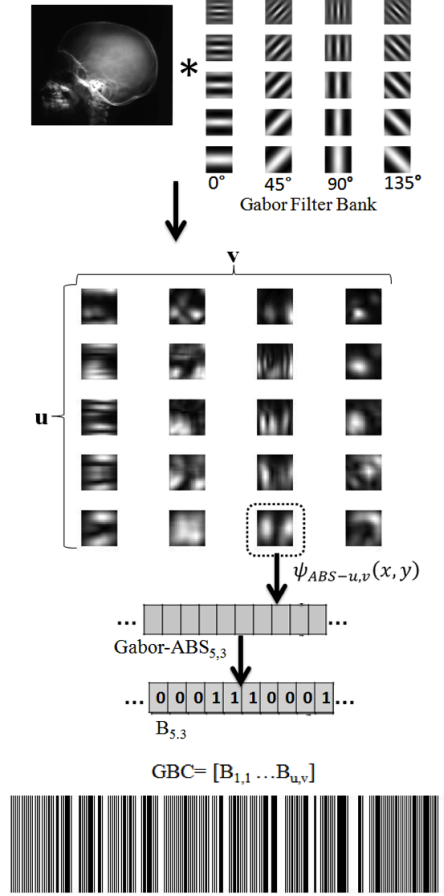 *
0° 45° 90° 135°
Gabor Filter Bank
v
u
ψ_ABS−u,v(x, y)
... ...
Gabor-ABS5,3
... 0 0 0 1 1 1 0 0 0 1 ...
B5.3
GBC= [B1,1 …Bu,v]